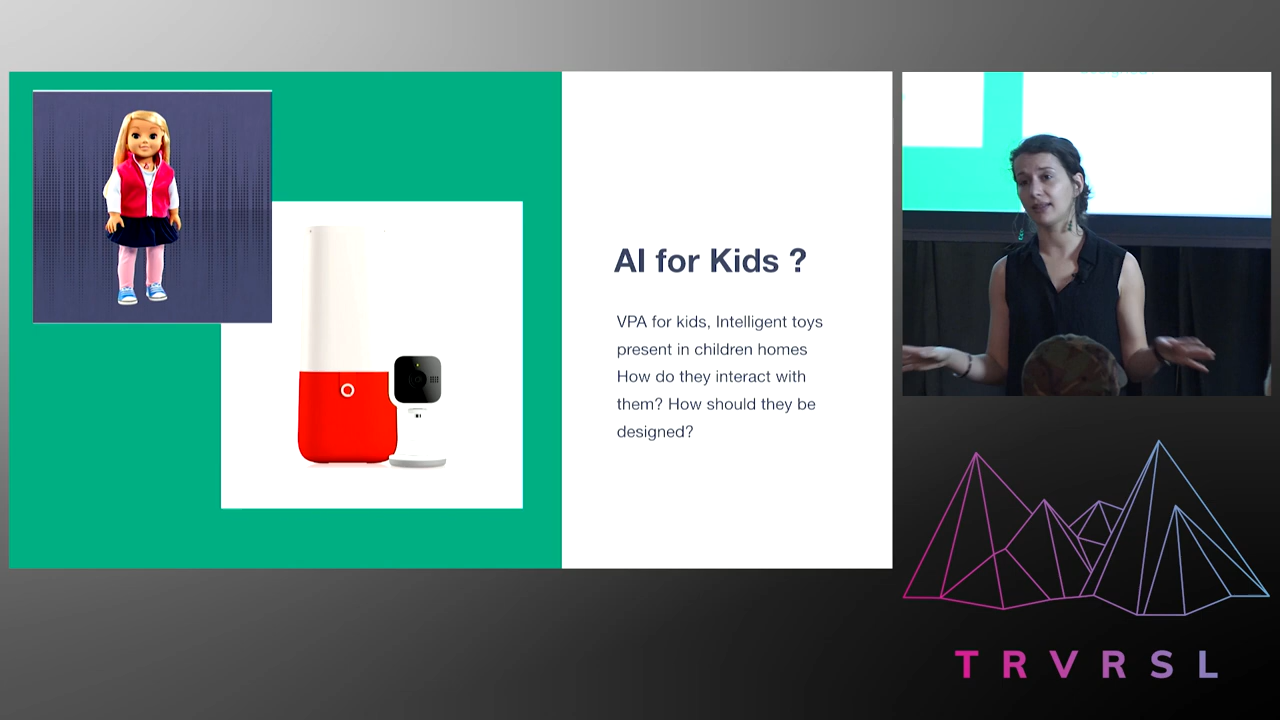 AI for Kids ?
VPA for kids, Intelligent toys
present in children homes
How do they interact with
them? How should they be
designed?
TRVRSL